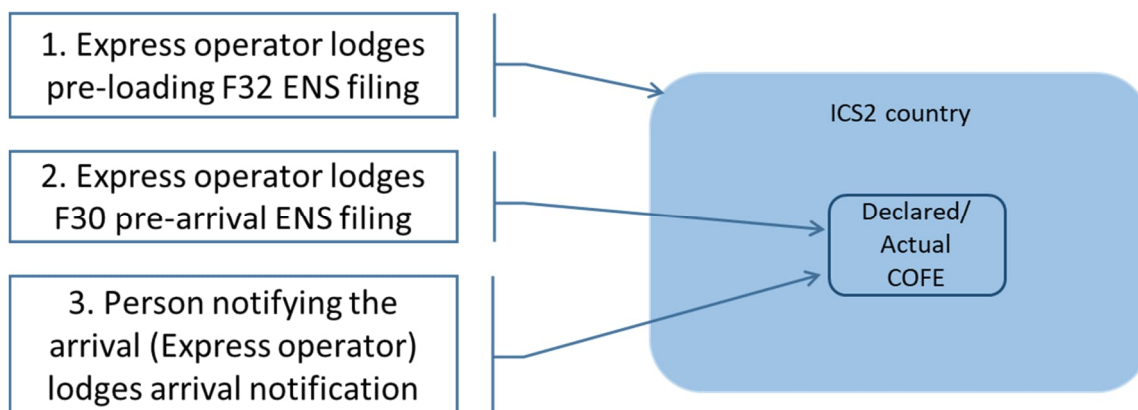 1. Express operator lodges
pre-loading F32 ENS filing
ICS2 country
2. Express operator lodges
F30 pre-arrival ENS filing
Declared/
Actual
COFE
3. Person notifying the
arrival (Express operator)
lodges arrival notification